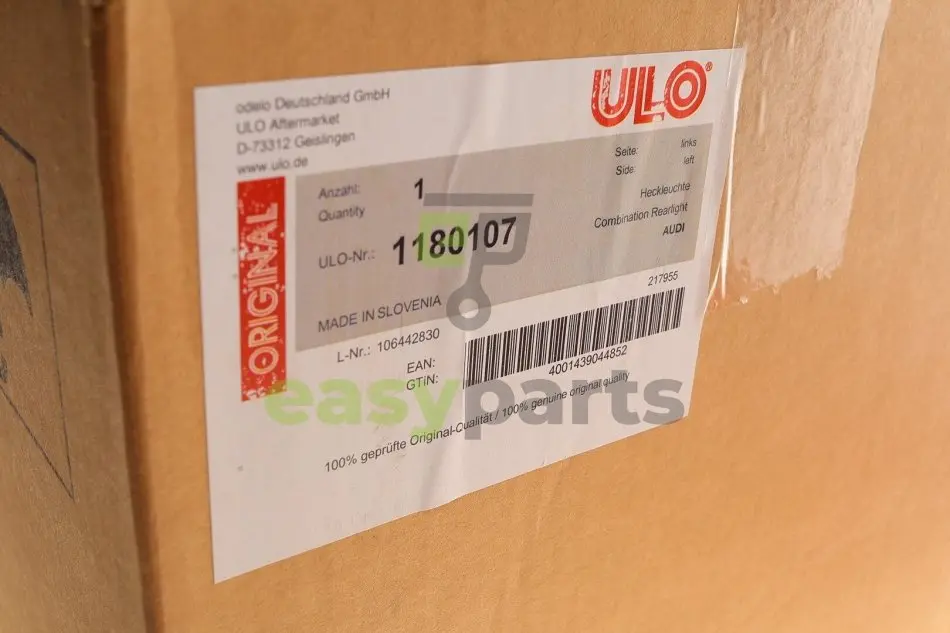 odelo Deutschland GmbH
ULO Aftermarket
D-73312 Geislingen
www.ulo.de
ULO®
ORIGINAL
Anzahl: 1
Quantity
ULO-Nr.: 1180107
Seite: links
Side: left
Heckleuchte
Combination Rearlight
AUDI
MADE IN SLOVENIA
217955
L-Nr.: 106442830
EAN:
GTiN:
4001439044852
100% geprüfte Original-Qualität / 100% genuine original quality
easyparts